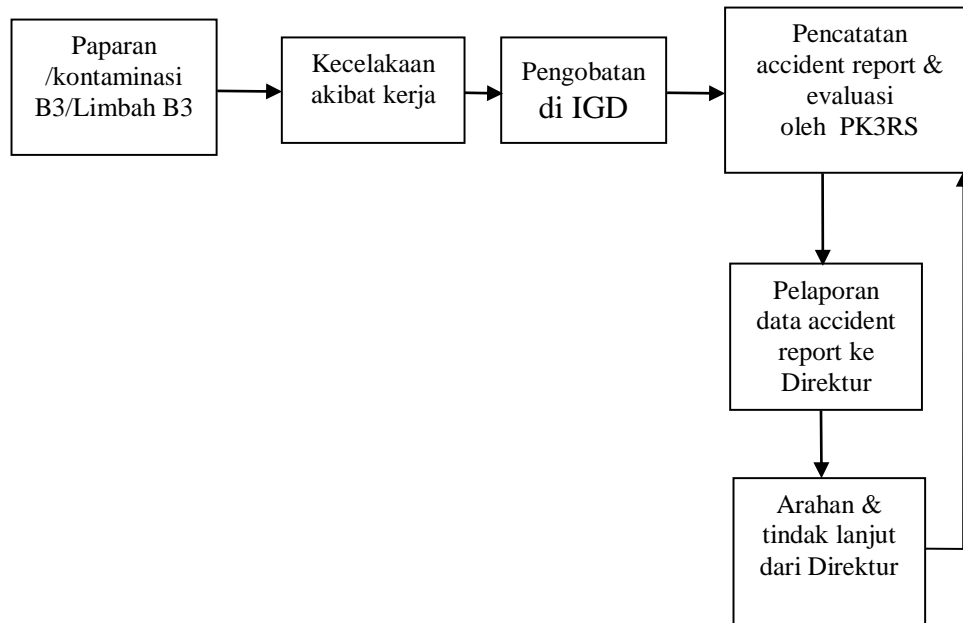 Paparan
/kontaminasi
B3/Limbah B3
Kecelakaan
akibat kerja
Pengobatan
di IGD
Pencatatan
accident report &
evaluasi
oleh PK3RS
Pelaporan
data accident
report ke
Direktur
Arahan &
tindak lanjut
dari Direktur